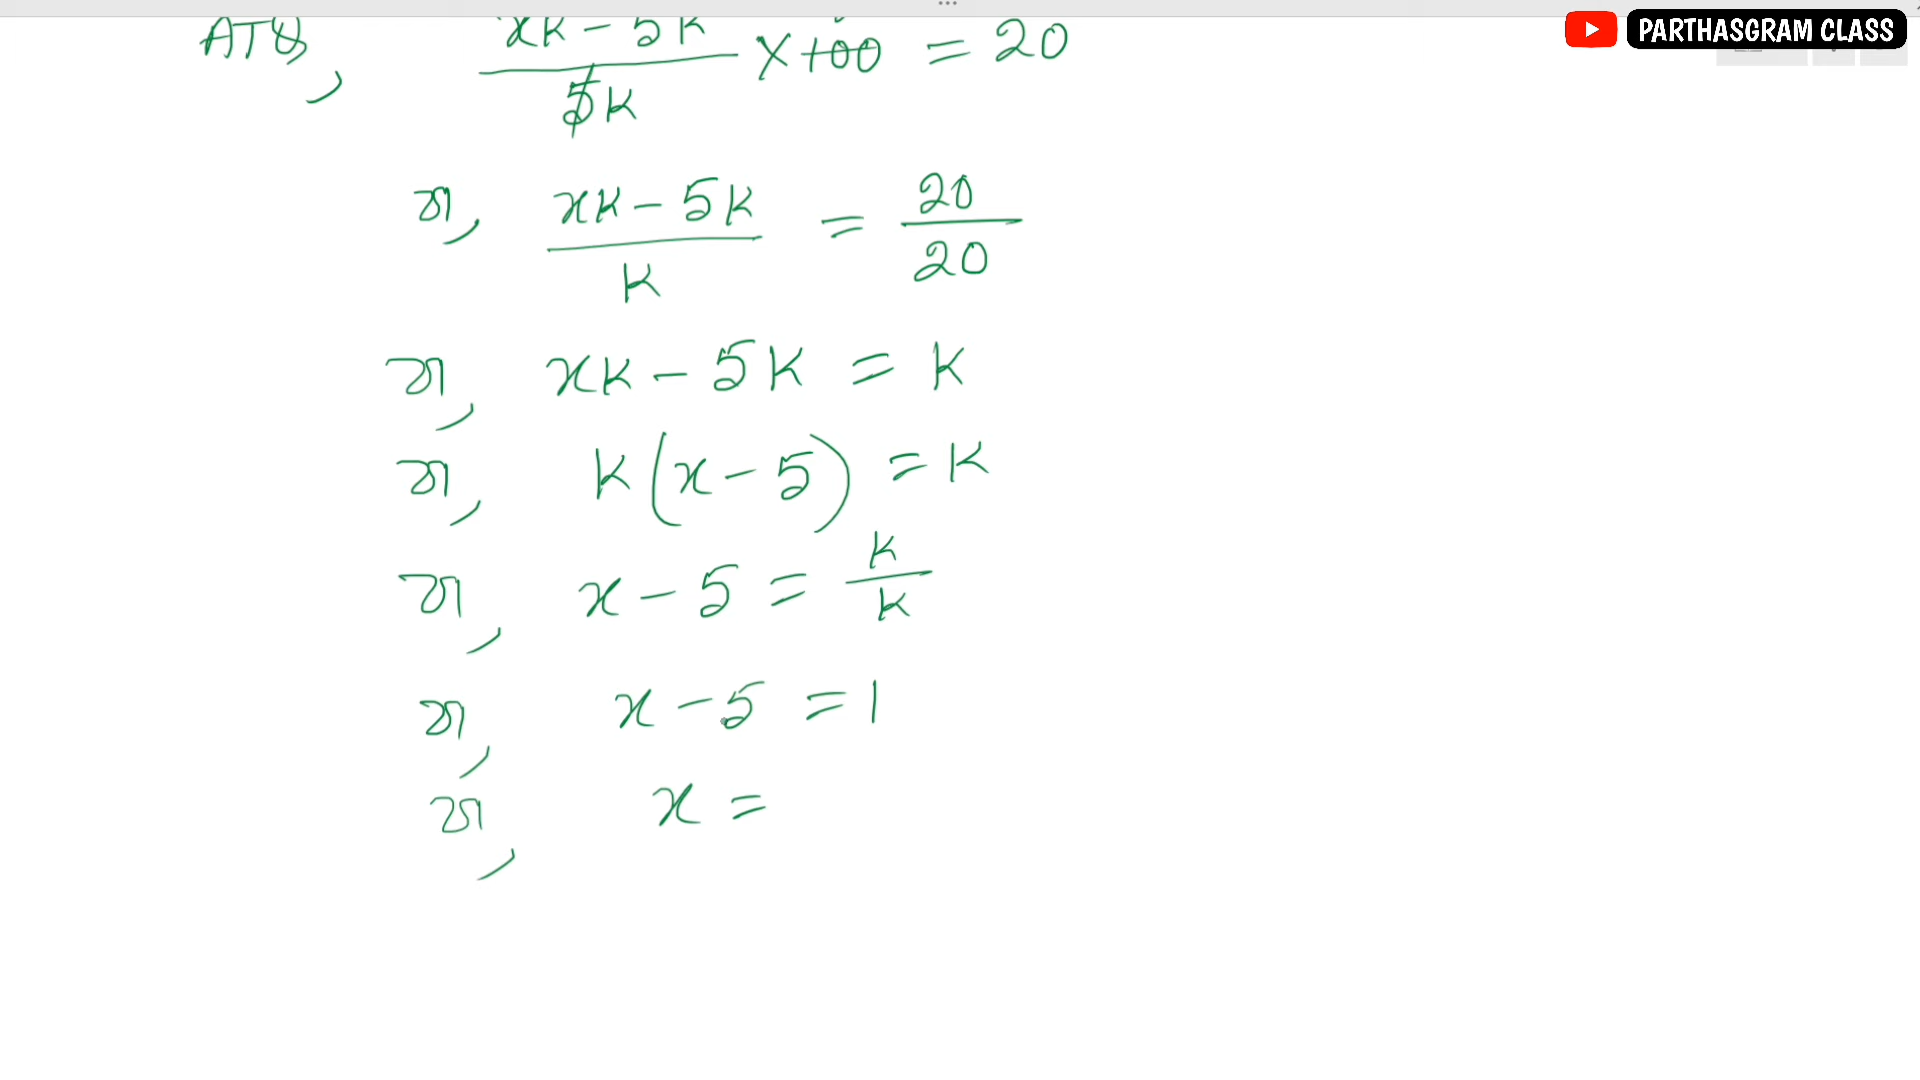 PARTHASGRAM CLASS
ATQ, xk - 5k / 5k × 100 = 20
বা, xk - 5k / k = 20 / 20
বা, xk - 5k = k
বা, k(x - 5) = k
বা, x - 5 = k / k
বা, x - 5 = 1
বা, x =